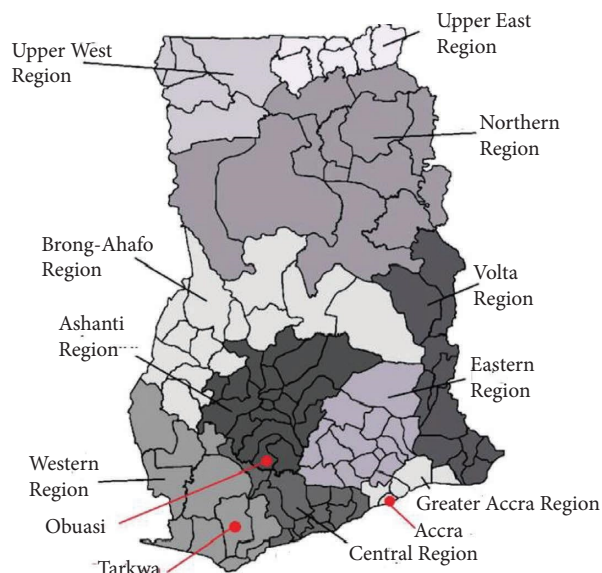 Upper East
Region
Upper West
Region
Northern
Region
Brong-Ahafo
Region
Volta
Region
Ashanti
Region
Eastern
Region
Western
Region
Greater Accra Region
Obuasi
Accra
Central Region
Tarkwa